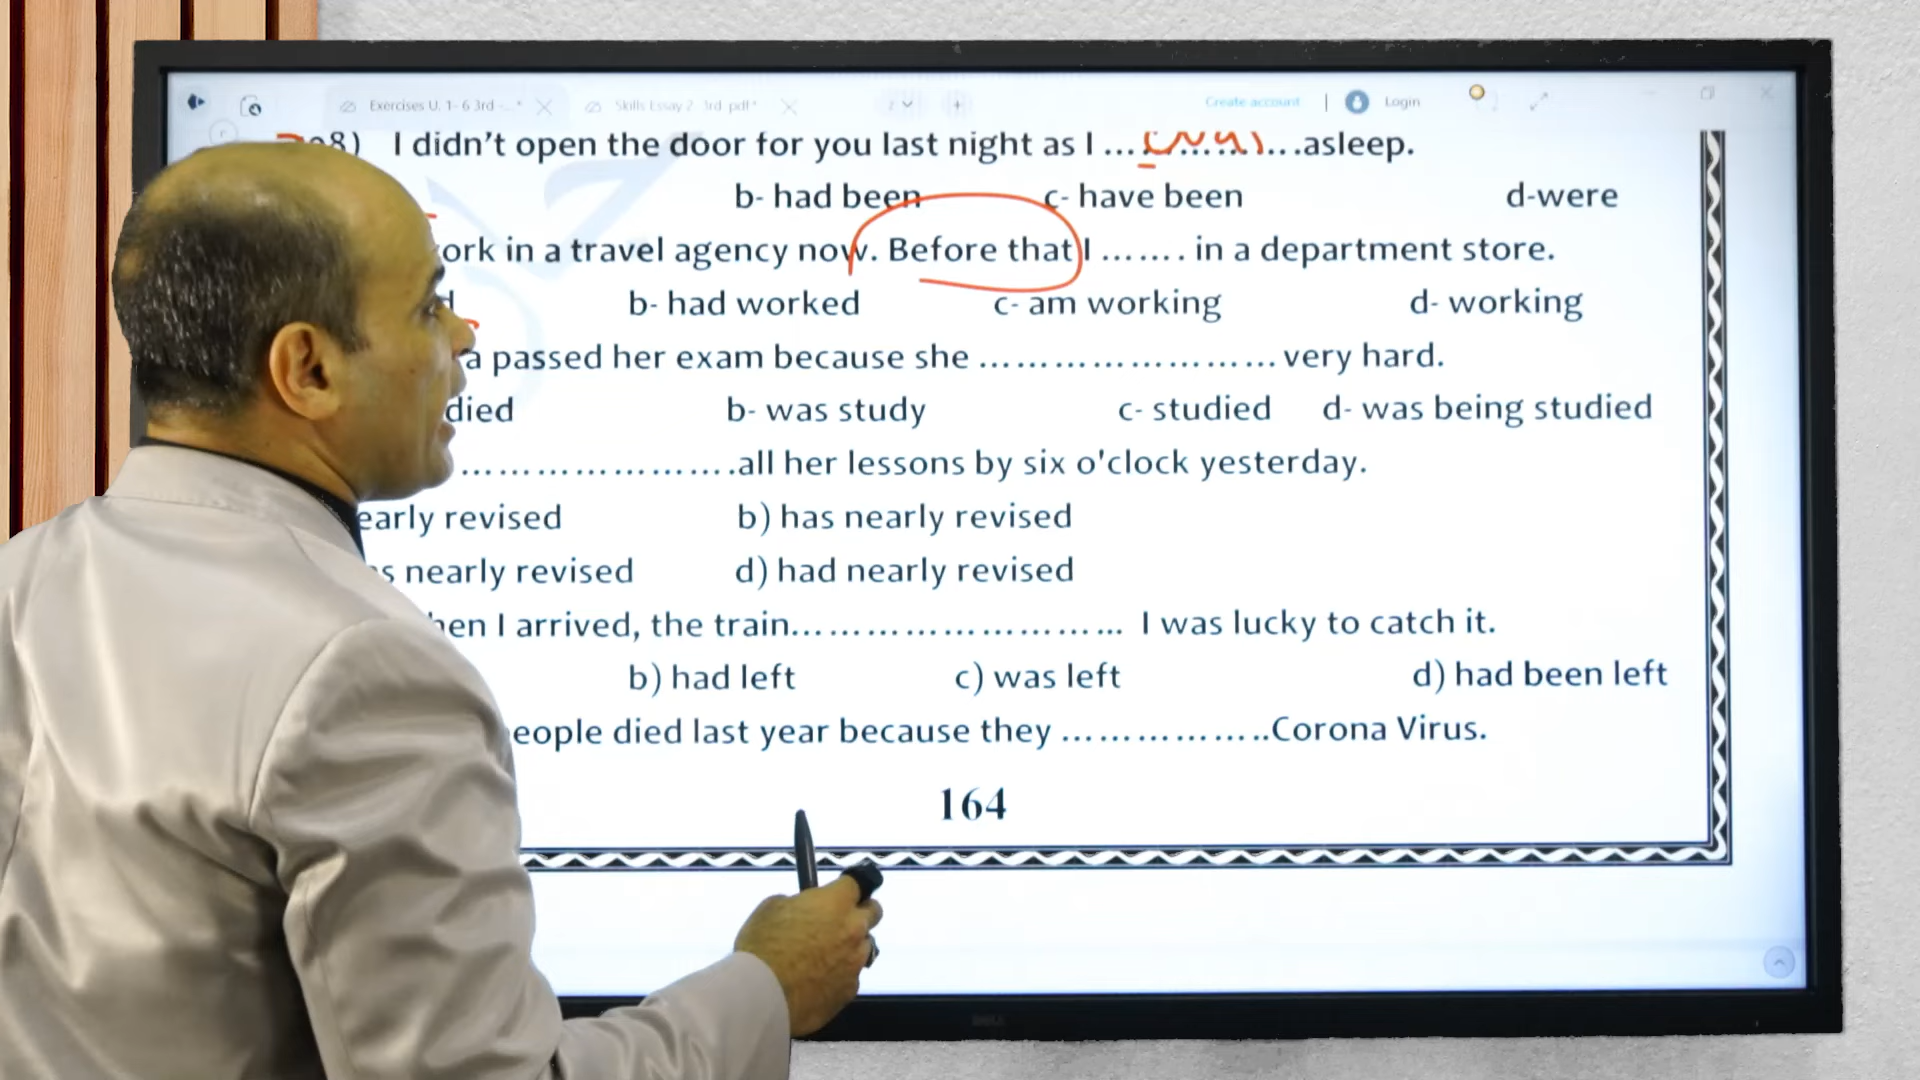 Exercises U. 1- 6 3rd -...* Skills Essay 2 3rd pdf* Create account | Login
8) I didn't open the door for you last night as I ..............asleep.
b- had been c- have been d-were
ork in a travel agency now. Before that I ....... in a department store.
b- had worked c- am working d- working
a passed her exam because she ........................ very hard.
died b- was study c- studied d- was being studied
......................all her lessons by six o'clock yesterday.
early revised b) has nearly revised
s nearly revised d) had nearly revised
hen I arrived, the train........................... I was lucky to catch it.
b) had left c) was left d) had been left
eople died last year because they .................Corona Virus.
164